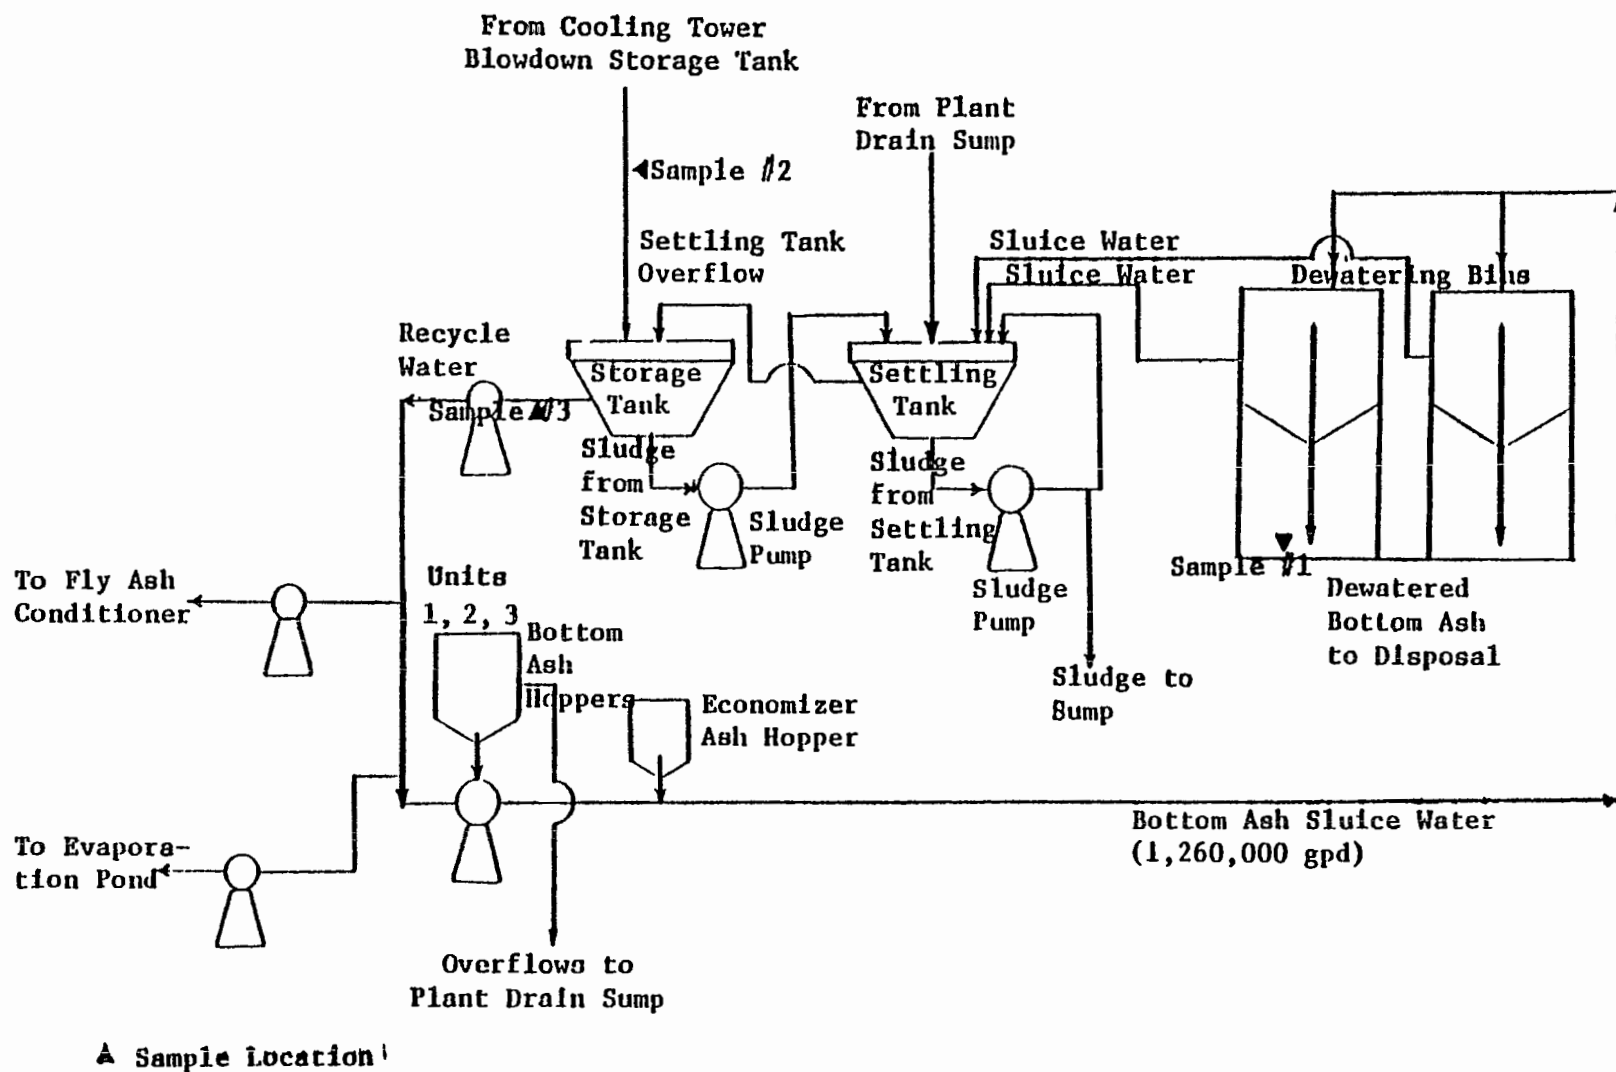 From Cooling Tower
Blowdown Storage Tank
From Plant
Drain Sump
Sample #2
Settling Tank
Overflow
Sluice Water
Sluice Water
Dewatering Bins
Recycle
Water
Storage
Tank
Settling
Tank
Sample #3
Sludge
from
Storage
Tank
Sludge
Pump
Sludge
from
Settling
Tank
Sludge
Pump
Sample #1
Dewatered
Bottom Ash
to Disposal
To Fly Ash
Conditioner
Units
1, 2, 3
Bottom
Ash
Hoppers
Economizer
Ash Hopper
Sludge to
Sump
Bottom Ash Sluice Water
(1,260,000 gpd)
To Evapora-
tion Pond
Overflows to
Plant Drain Sump
Sample Location